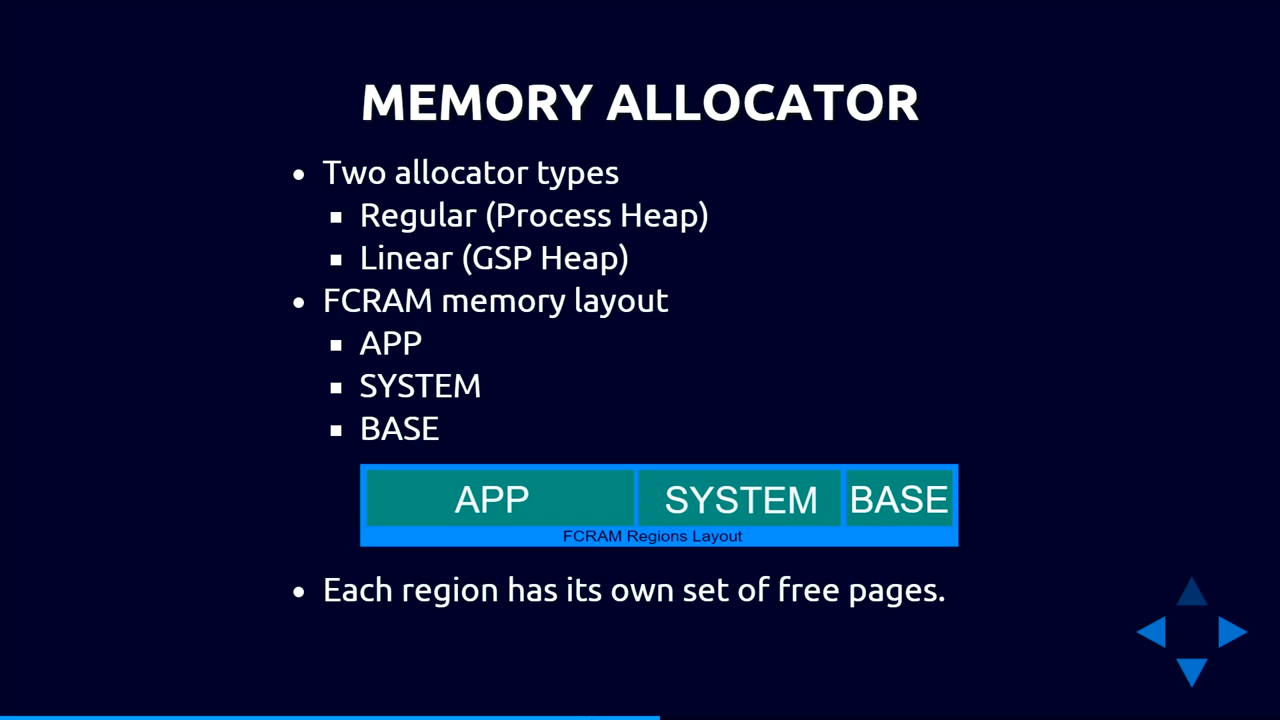 MEMORY ALLOCATOR
• Two allocator types
▪ Regular (Process Heap)
▪ Linear (GSP Heap)
• FCRAM memory layout
▪ APP
▪ SYSTEM
▪ BASE
APP SYSTEM BASE
FCRAM Regions Layout
• Each region has its own set of free pages.